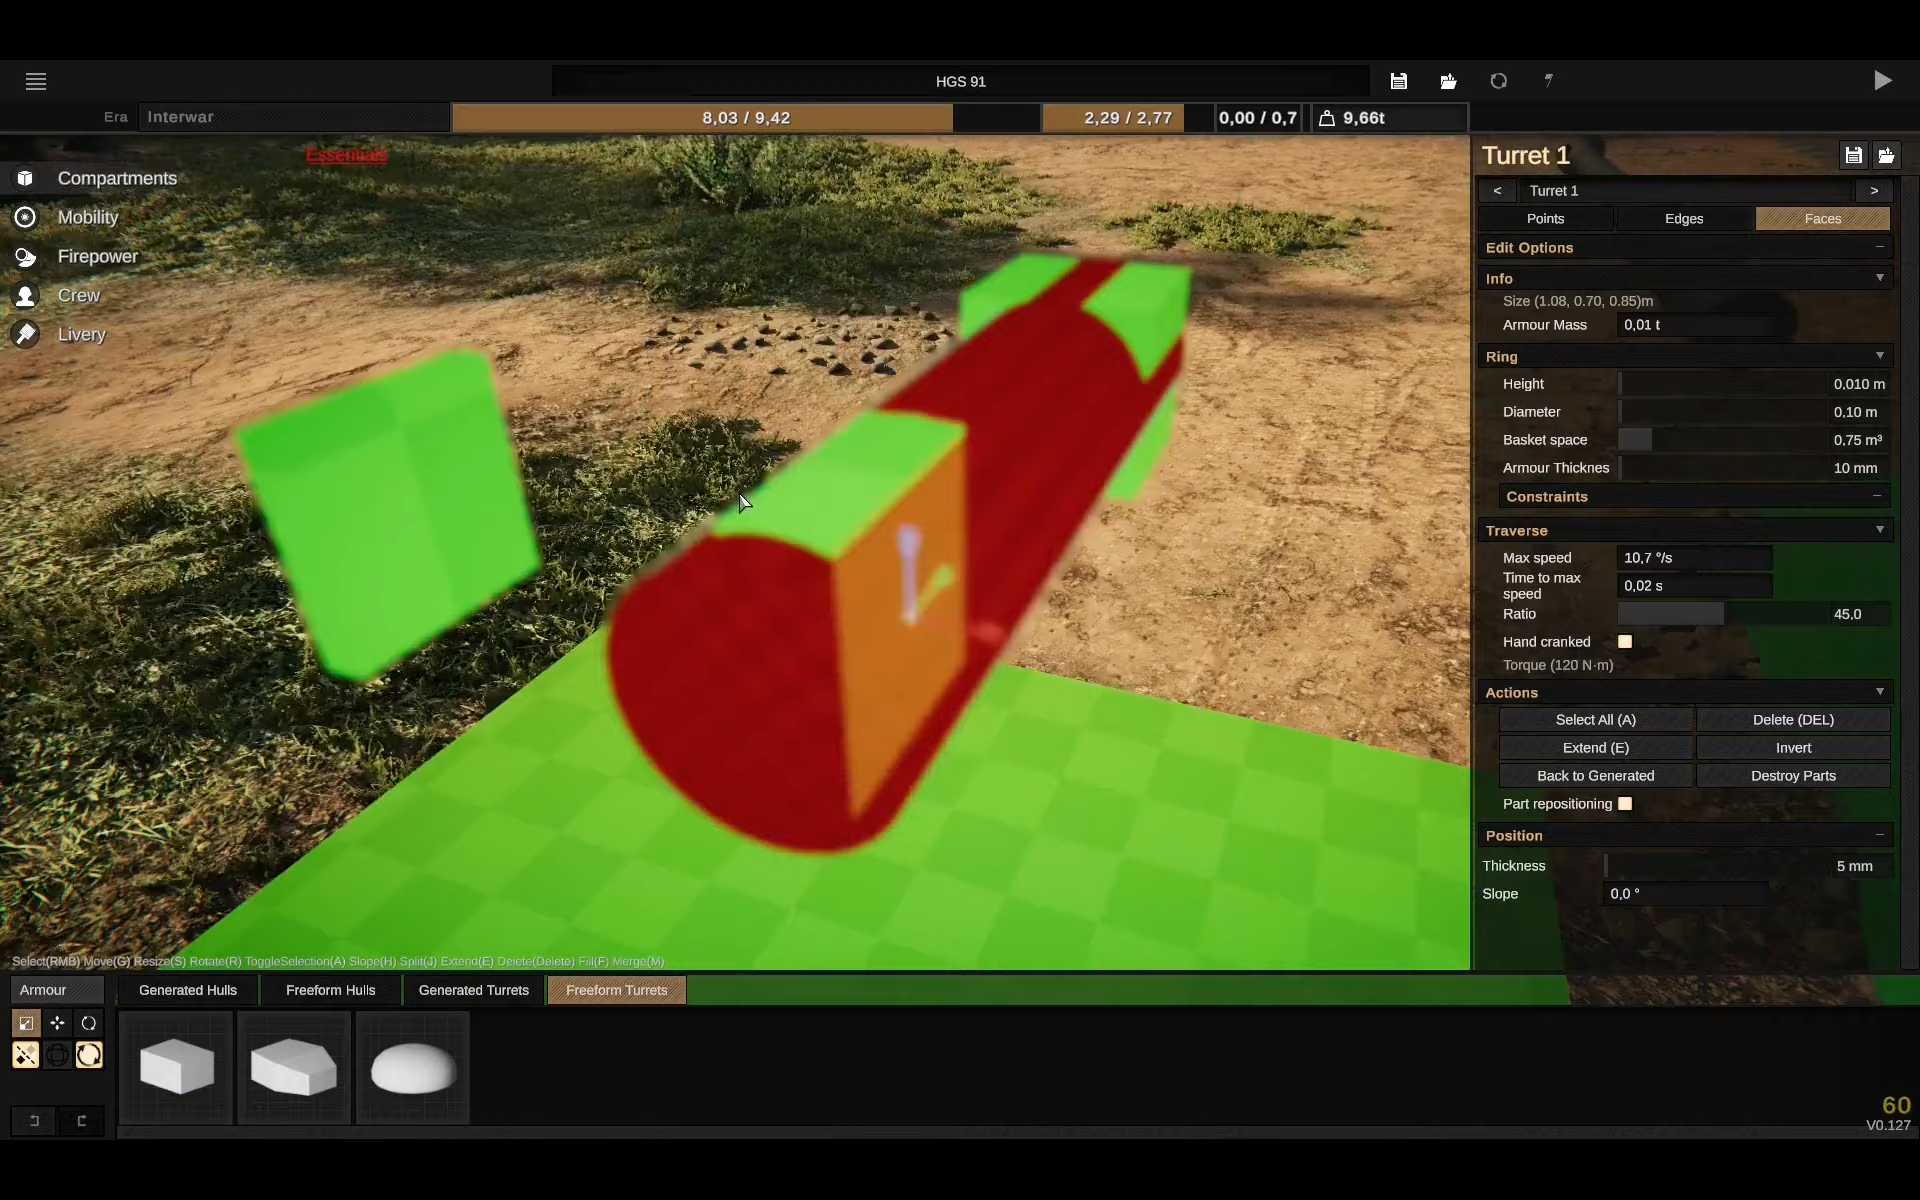 HGS 91
Era Interwar 8,03 / 9,42 2,29 / 2,77 0,00 / 0,7 9,66t
Essentials
Compartments
Mobility
Firepower
Crew
Livery
Turret 1
< Turret 1 >
Points Edges Faces
Edit Options
Info
Size (1.08, 0.70, 0.85)m
Armour Mass 0,01 t
Ring
Height 0,010 m
Diameter 0,10 m
Basket space 0,75 m³
Armour Thicknes 10 mm
Constraints
Traverse
Max speed 10,7 °/s
Time to max speed 0,02 s
Ratio 45,0
Hand cranked
Torque (120 N·m)
Actions
Select All (A) Delete (DEL)
Extend (E) Invert
Back to Generated Destroy Parts
Part repositioning
Position
Thickness 5 mm
Slope 0,0 °
Select(RMB) Move(G) Resize(S) Rotate(R) ToggleSelection(A) Slope(H) Split(J) Extend(E) Delete(Delete) Fill(F) Merge(M)
Armour Generated Hulls Freeform Hulls Generated Turrets Freeform Turrets
60
V0.127